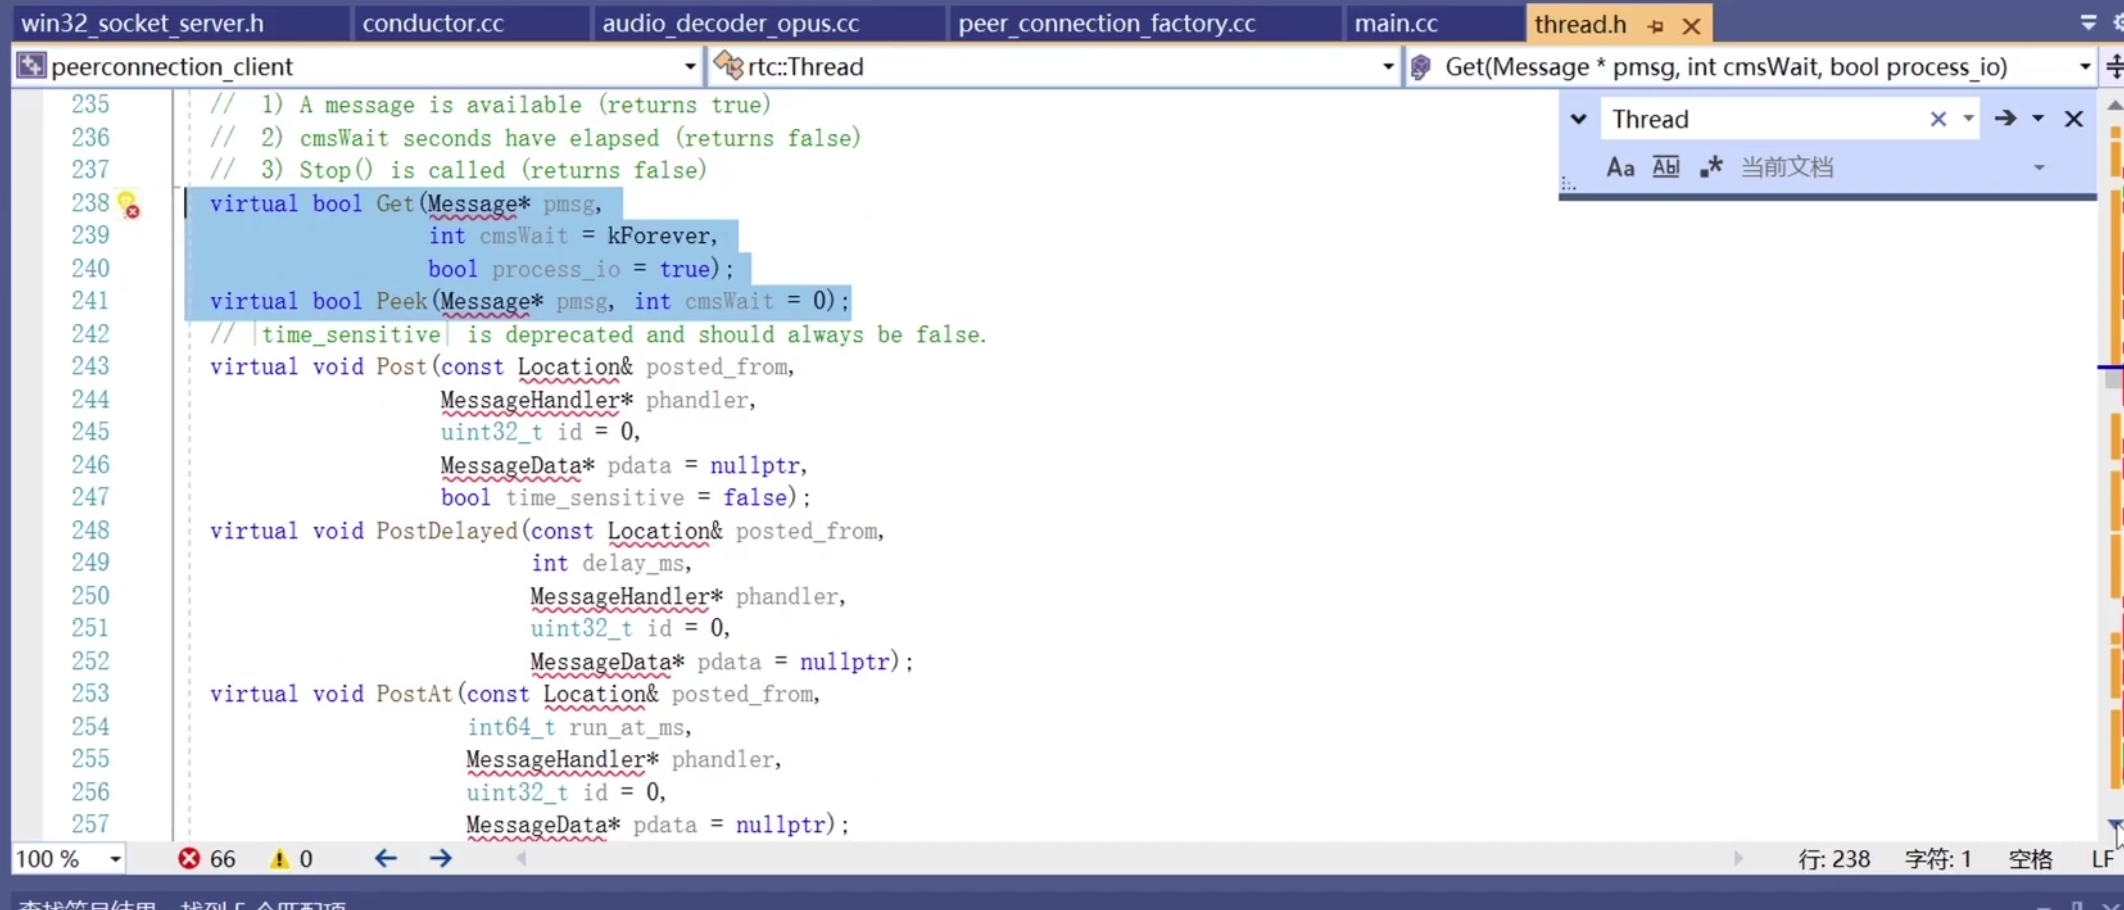 win32_socket_server.h conductor.cc audio_decoder_opus.cc peer_connection_factory.cc main.cc thread.h
peerconnection_client rtc::Thread Get(Message * pmsg, int cmsWait, bool process_io)
Thread
Aa Abl .* 当前文档
235 // 1) A message is available (returns true)
236 // 2) cmsWait seconds have elapsed (returns false)
237 // 3) Stop() is called (returns false)
238 virtual bool Get(Message* pmsg,
239 int cmsWait = kForever,
240 bool process_io = true);
241 virtual bool Peek(Message* pmsg, int cmsWait = 0);
242 // |time_sensitive| is deprecated and should always be false.
243 virtual void Post(const Location& posted_from,
244 MessageHandler* phandler,
245 uint32_t id = 0,
246 MessageData* pdata = nullptr,
247 bool time_sensitive = false);
248 virtual void PostDelayed(const Location& posted_from,
249 int delay_ms,
250 MessageHandler* phandler,
251 uint32_t id = 0,
252 MessageData* pdata = nullptr);
253 virtual void PostAt(const Location& posted_from,
254 int64_t run_at_ms,
255 MessageHandler* phandler,
256 uint32_t id = 0,
257 MessageData* pdata = nullptr);
100 % 66 0 行: 238 字符: 1 空格 LF